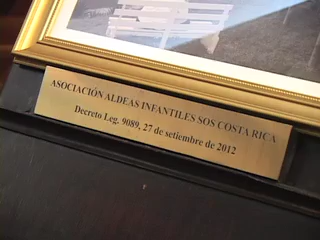 ASOCIACIÓN ALDEAS INFANTILES SOS COSTA RICA
Decreto Leg. 9089, 27 de setiembre de 2012